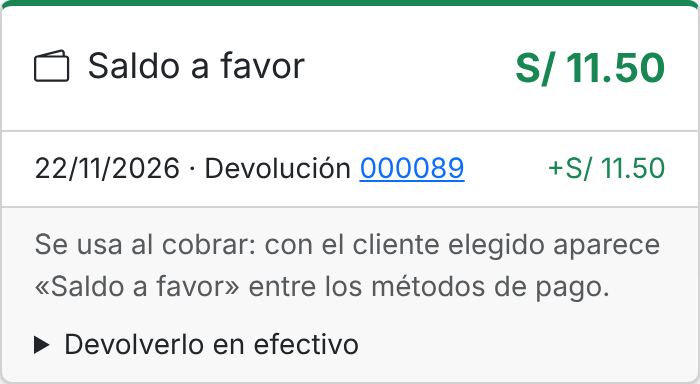 Saldo a favor S/ 11.50
22/11/2026 · Devolución 000089 +S/ 11.50
Se usa al cobrar: con el cliente elegido aparece
«Saldo a favor» entre los métodos de pago.
Devolverlo en efectivo